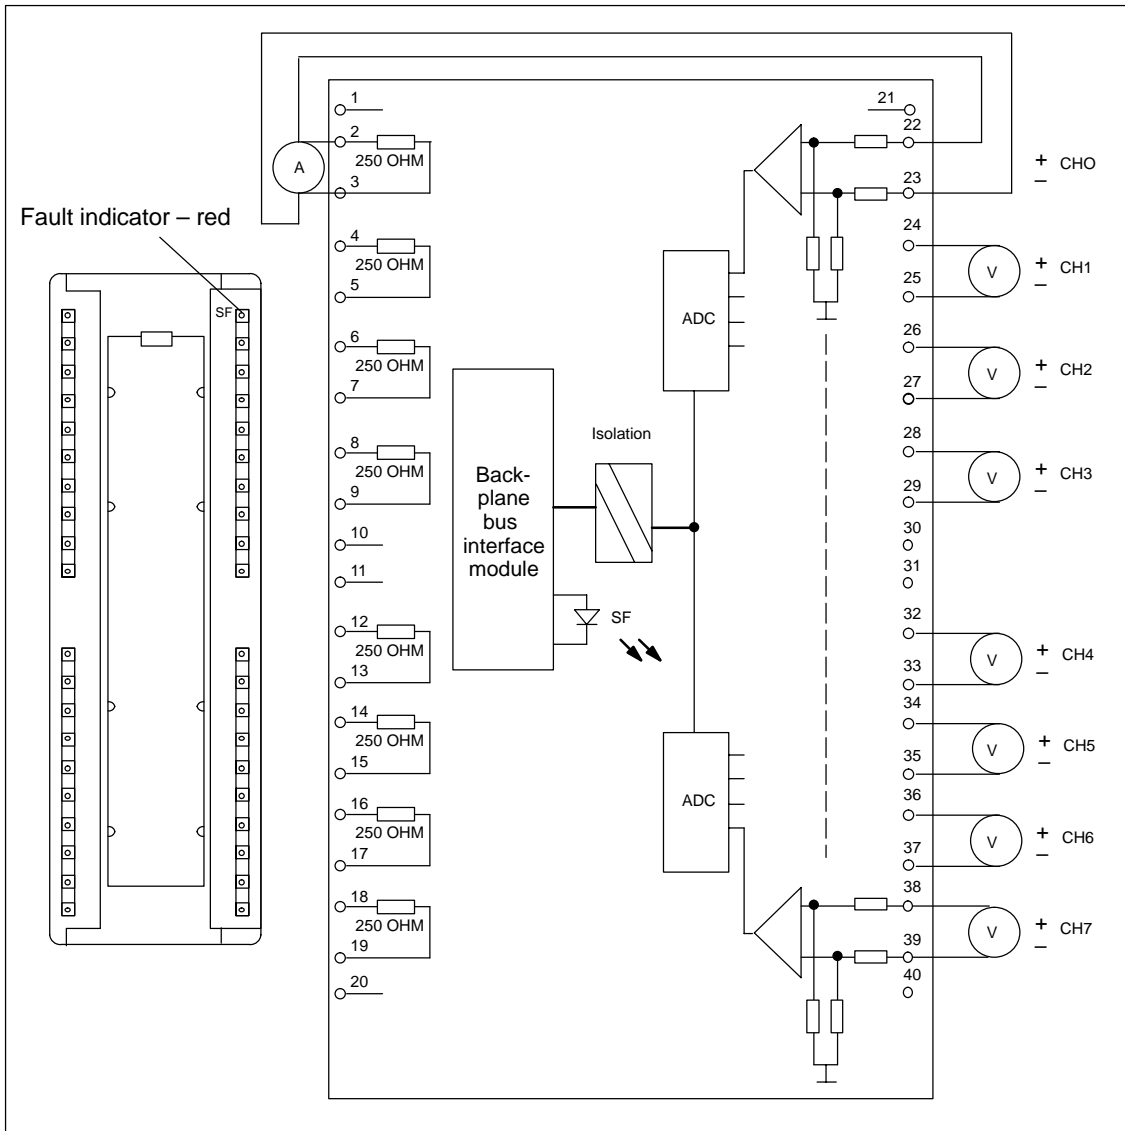 Fault indicator – red
SF
A
1
2
250 OHM
3
4
250 OHM
5
6
250 OHM
7
8
250 OHM
9
10
11
12
250 OHM
13
14
250 OHM
15
16
250 OHM
17
18
250 OHM
19
20
Back-
plane
bus
interface
module
Isolation
SF
ADC
ADC
21
22
23
+
–
CHO
24
25
V
+
–
CH1
26
27
V
+
–
CH2
28
29
V
+
–
CH3
30
31
32
33
V
+
–
CH4
34
35
V
+
–
CH5
36
37
V
+
–
CH6
38
39
V
+
–
CH7
40